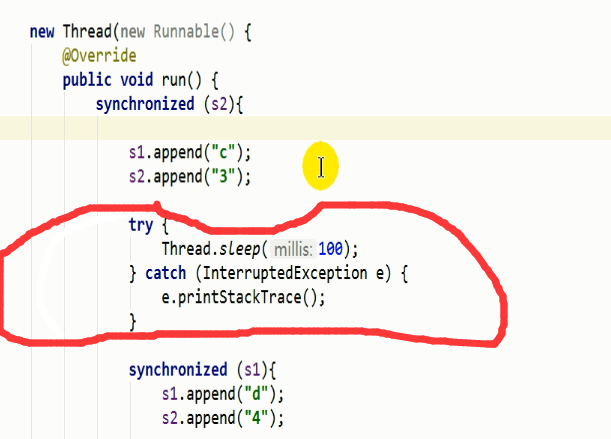 new Thread(new Runnable() {
@Override
public void run() {
synchronized (s2){
s1.append("c");
s2.append("3");
try {
Thread.sleep( millis: 100);
} catch (InterruptedException e) {
e.printStackTrace();
}
synchronized (s1){
s1.append("d");
s2.append("4");